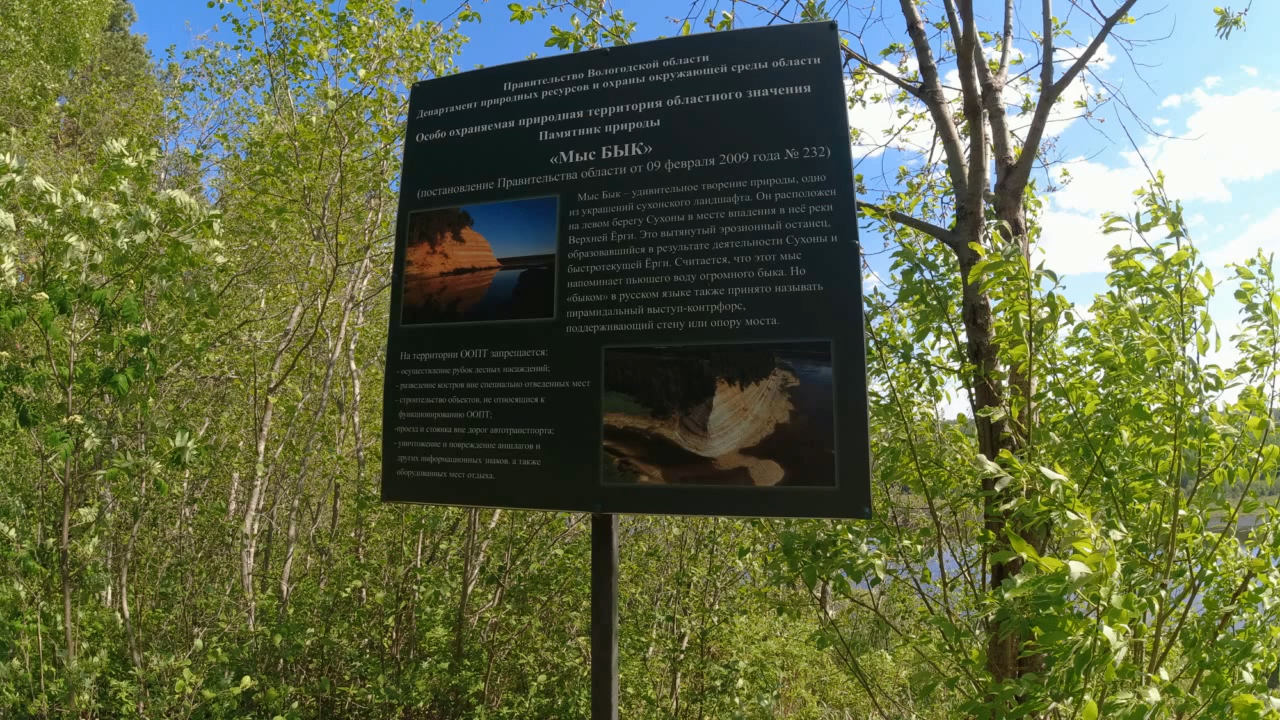 Правительство Вологодской области
Департамент природных ресурсов и охраны окружающей среды области
Особо охраняемая природная территория областного значения
Памятник природы
«Мыс БЫК»
(постановление Правительства области от 09 февраля 2009 года № 232)
Мыс Бык – удивительное творение природы, одно
из украшений сухонского ландшафта. Он расположен
на левом берегу Сухоны в месте впадения в неё реки
Верхней Ёрги. Это вытянутый эрозионный останец,
образовавшийся в результате деятельности Сухоны и
быстротекущей Ёрги. Считается, что этот мыс
напоминает пьющего воду огромного быка. Но
«быком» в русском языке также принято называть
пирамидальный выступ-контрфорс,
поддерживающий стену или опору моста.
На территории ООПТ запрещается:
- осуществление рубок лесных насаждений;
- разведение костров вне специально отведенных мест
- строительство объектов, не относящихся к
функционированию ООПТ;
-проезд и стоянка вне дорог автотранспорта;
- уничтожение и повреждение аншлагов и
других информационных знаков, а также
оборудованных мест отдыха.